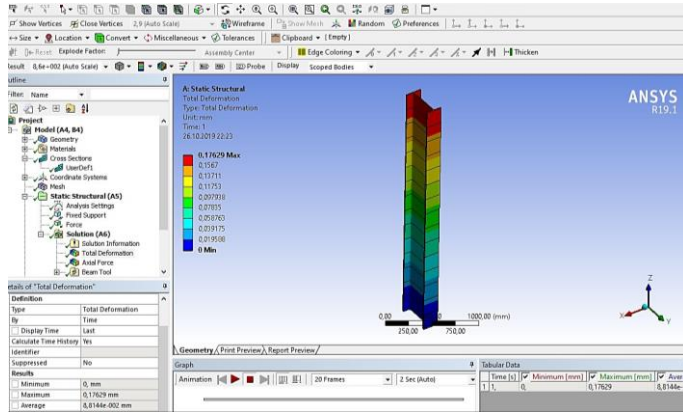 Show Vertices Close Vertices 2,9 (Auto Scale) Wireframe Show Mesh Random Preferences
Size Location Convert Miscellaneous Tolerances Clipboard [Empty]
Reset Explode Factor: Assembly Center Edge Coloring Thicken
Result 8,6e+002 (Auto Scale) Probe Display Scoped Bodies
Outline
Filter: Name
Project
Model (A4, B4)
Geometry
Materials
Cross Sections
UserDef1
Coordinate Systems
Mesh
Static Structural (A5)
Analysis Settings
Fixed Support
Force
Solution (A6)
Solution Information
Total Deformation
Axial Force
Beam Tool
Details of "Total Deformation"
Definition
Type Total Deformation
By Time
Display Time Last
Calculate Time History Yes
Identifier
Suppressed No
Results
Minimum 0, mm
Maximum 0,17629 mm
Average 8,8144e-002 mm
A: Static Structural
Total Deformation
Type: Total Deformation
Unit: mm
Time: 1
26.10.2019 22:23
0,17629 Max
0,1567
0,13711
0,11753
0,097938
0,07835
0,058763
0,039175
0,019588
0 Min
ANSYS
R19.1
0,00 1000,00 (mm)
250,00 750,00
Z
X Y
Geometry Print Preview Report Preview
Graph
Animation 20 Frames 2 Sec (Auto)
Tabular Data
Time [s] Minimum [mm] Maximum [mm]
1 1, 0, 0,17629 8,8144e-